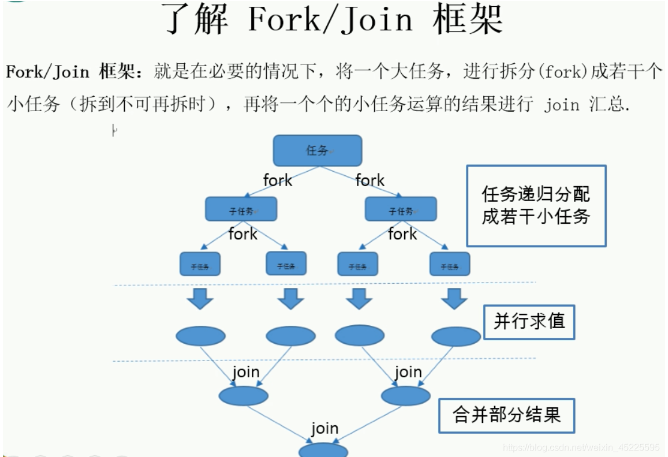 了解 Fork/Join 框架
Fork/Join 框架：就是在必要的情况下，将一个大任务，进行拆分(fork)成若干个
小任务（拆到不可再拆时），再将一个个的小任务运算的结果进行 join 汇总.
任务
fork
fork
子任务
子任务
任务递归分配
成若干小任务
fork
fork
子任务
子任务
子任务
子任务
并行求值
join
join
合并部分结果
join